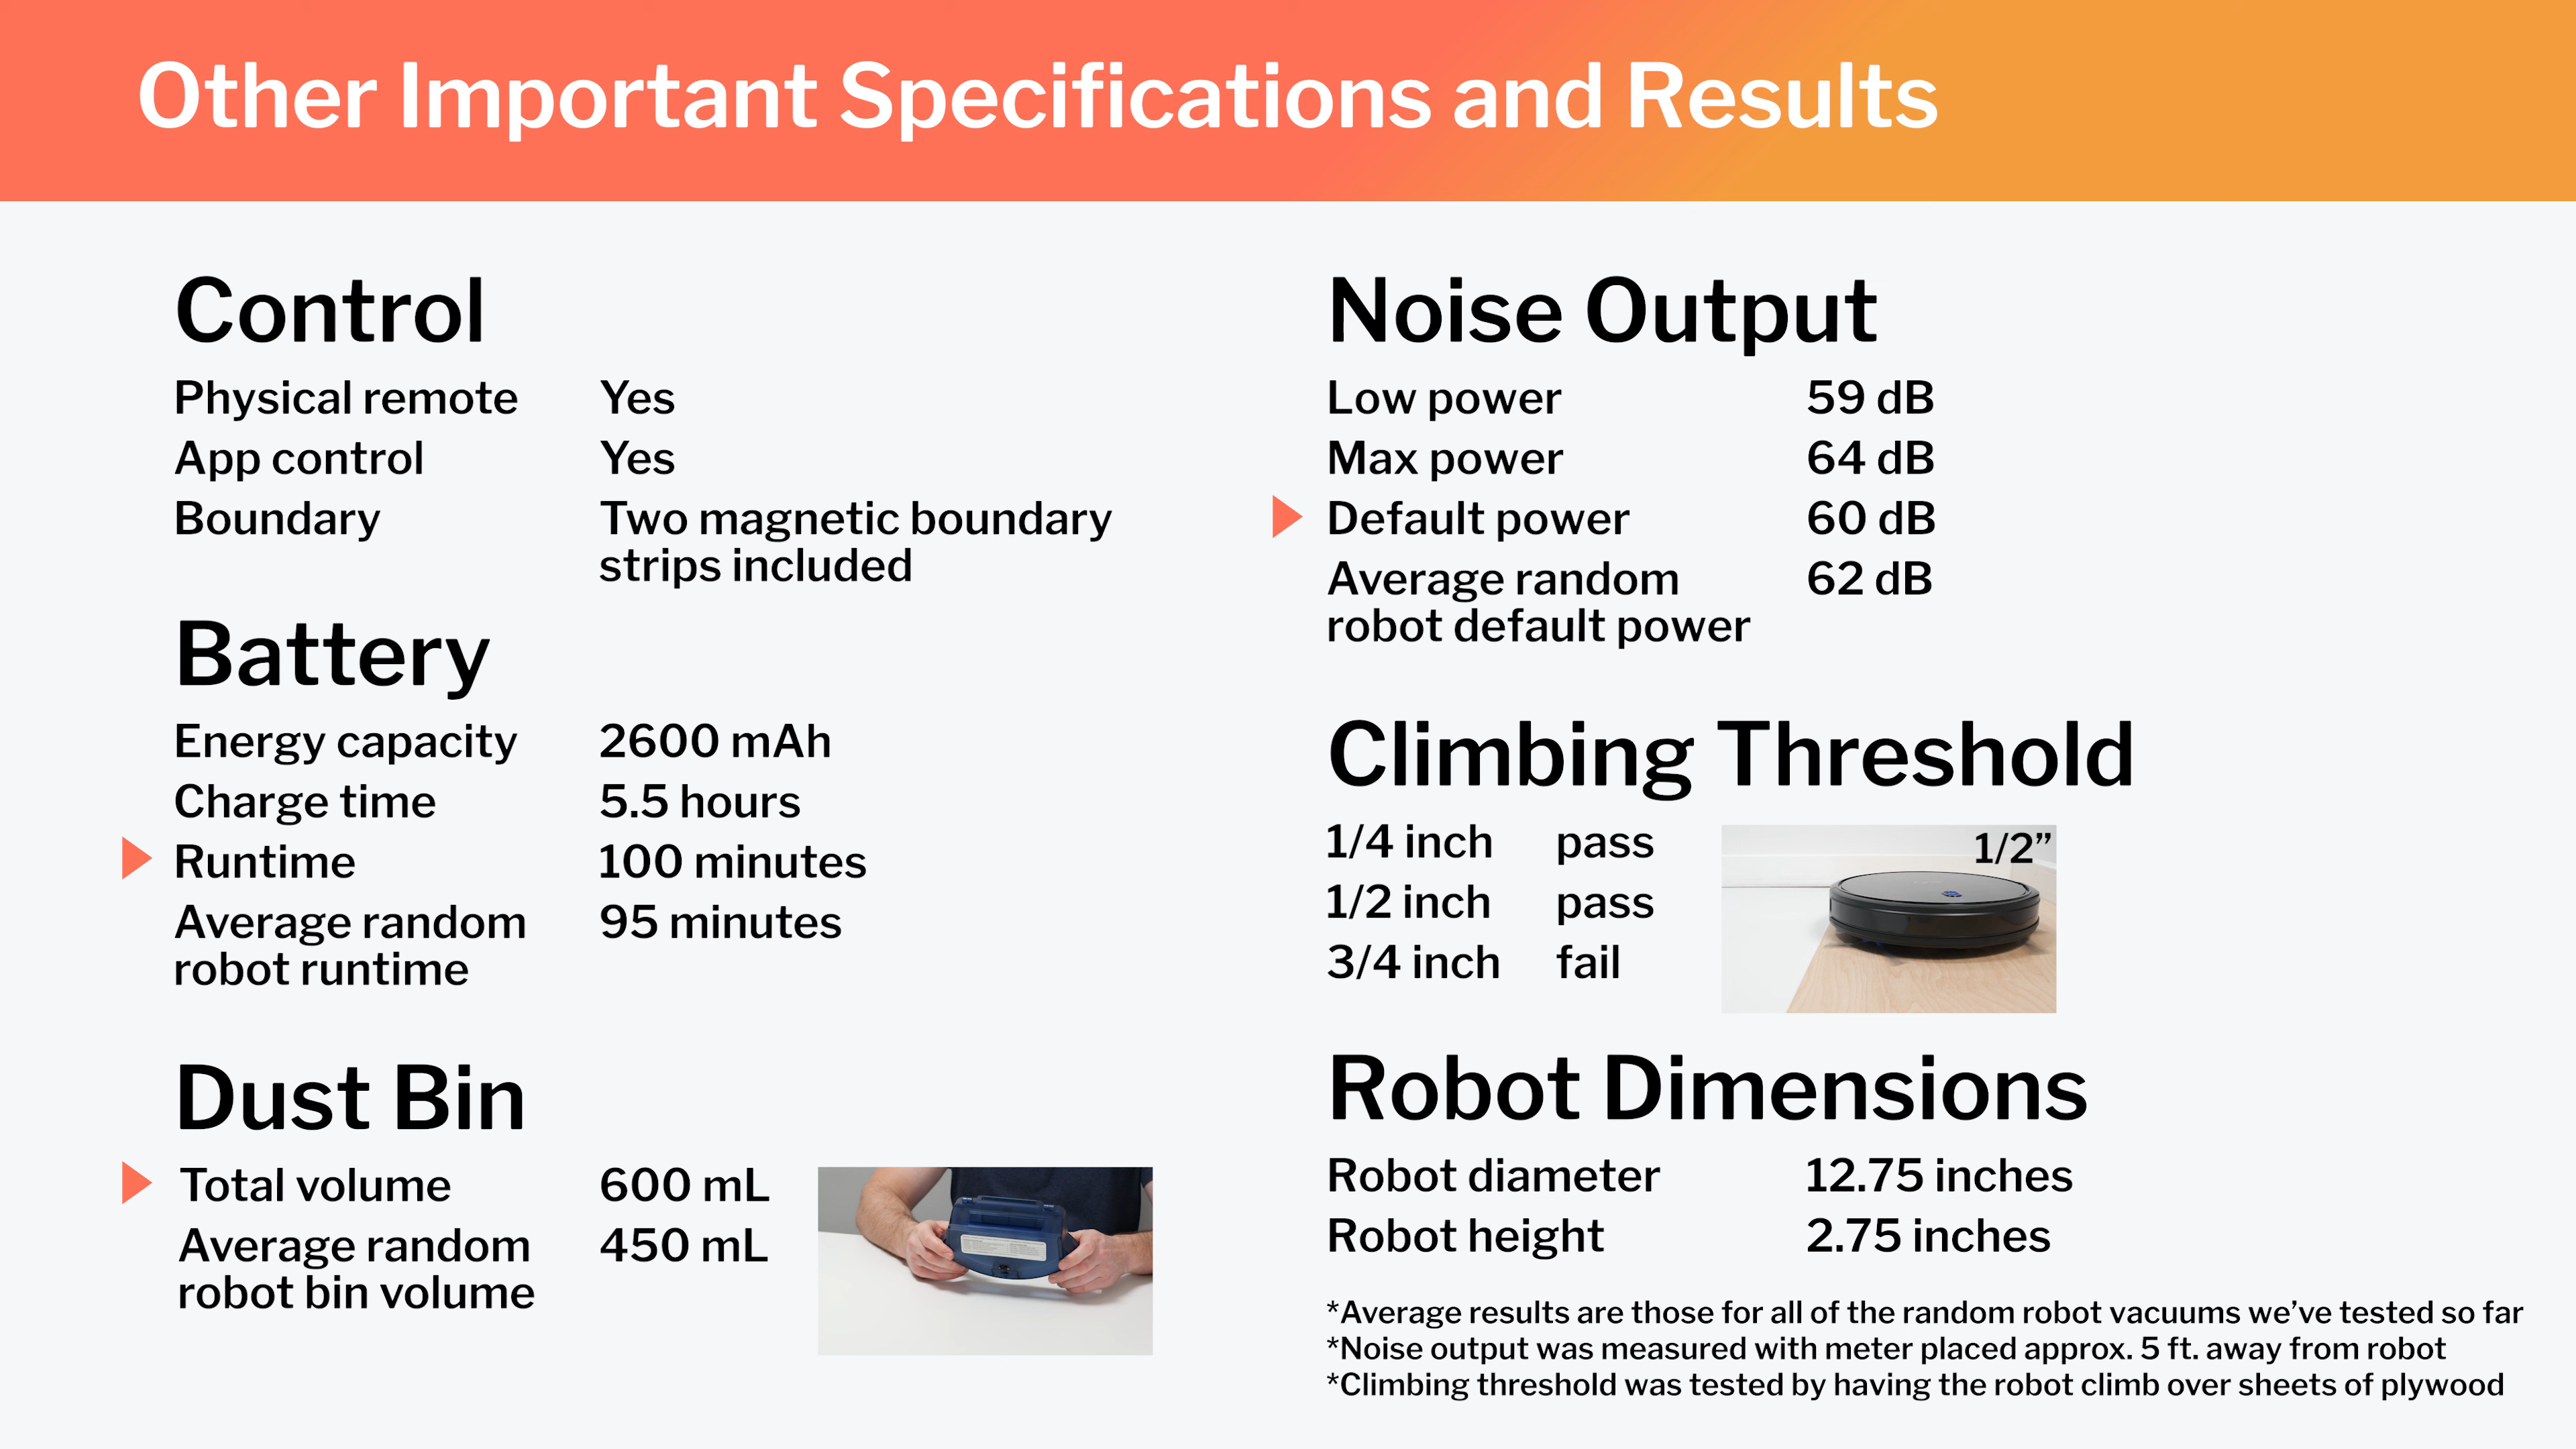 Other Important Specifications and Results
Control
Physical remote Yes
App control Yes
Boundary Two magnetic boundary
strips included
Battery
Energy capacity 2600 mAh
Charge time 5.5 hours
Runtime 100 minutes
Average random 95 minutes
robot runtime
Dust Bin
Total volume 600 mL
Average random 450 mL
robot bin volume
Noise Output
Low power 59 dB
Max power 64 dB
Default power 60 dB
Average random 62 dB
robot default power
Climbing Threshold
1/4 inch pass
1/2 inch pass
3/4 inch fail
1/2”
Robot Dimensions
Robot diameter 12.75 inches
Robot height 2.75 inches
*Average results are those for all of the random robot vacuums we’ve tested so far
*Noise output was measured with meter placed approx. 5 ft. away from robot
*Climbing threshold was tested by having the robot climb over sheets of plywood